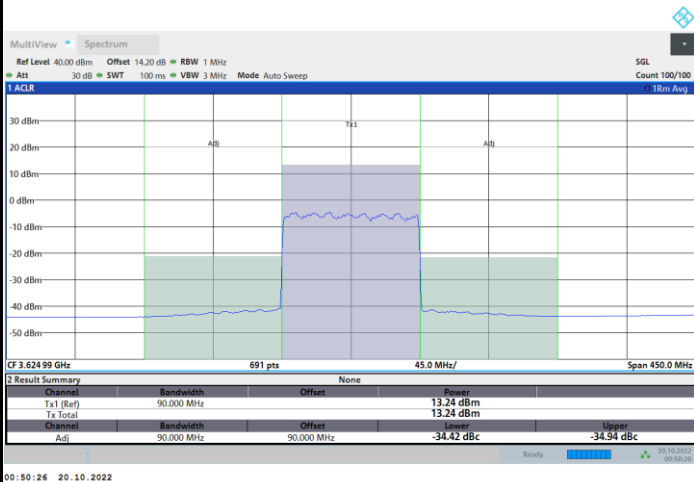 MultiView Spectrum
Ref Level 40.00 dBm Offset 14.20 dB RBW 1 MHz SGL
Att 30 dB SWT 100 ms VBW 3 MHz Mode Auto Sweep Count 100/100
1 ACLR 1Rm Avg
30 dBm
Tx1
20 dBm
Adj Adj
10 dBm
0 dBm
-10 dBm
-20 dBm
-30 dBm
-40 dBm
-50 dBm
CF 3.624 99 GHz 691 pts 45.0 MHz/ Span 450.0 MHz
2 Result Summary None
Channel Bandwidth Offset Power
Tx1 (Ref) 90.000 MHz 13.24 dBm
Tx Total 13.24 dBm
Channel Bandwidth Offset Lower Upper
Adj 90.000 MHz 90.000 MHz -34.42 dBc -34.94 dBc
Ready 20.10.2022
00:50:26
00:50:26 20.10.2022